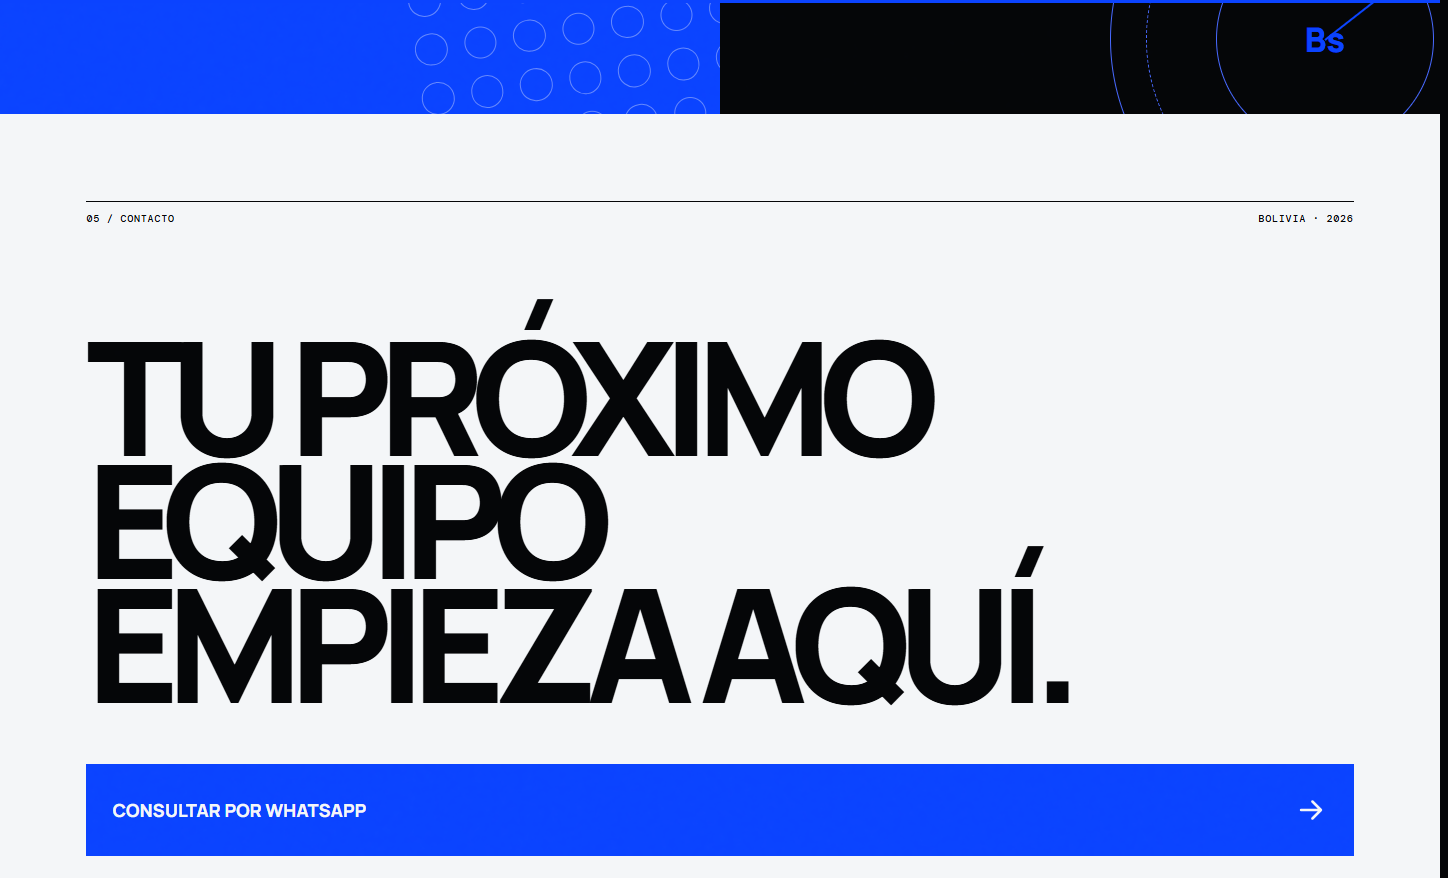 Bs
05 / CONTACTO
BOLIVIA · 2026
TU PRÓXIMO
EQUIPO
EMPIEZA AQUÍ.
CONSULTAR POR WHATSAPP